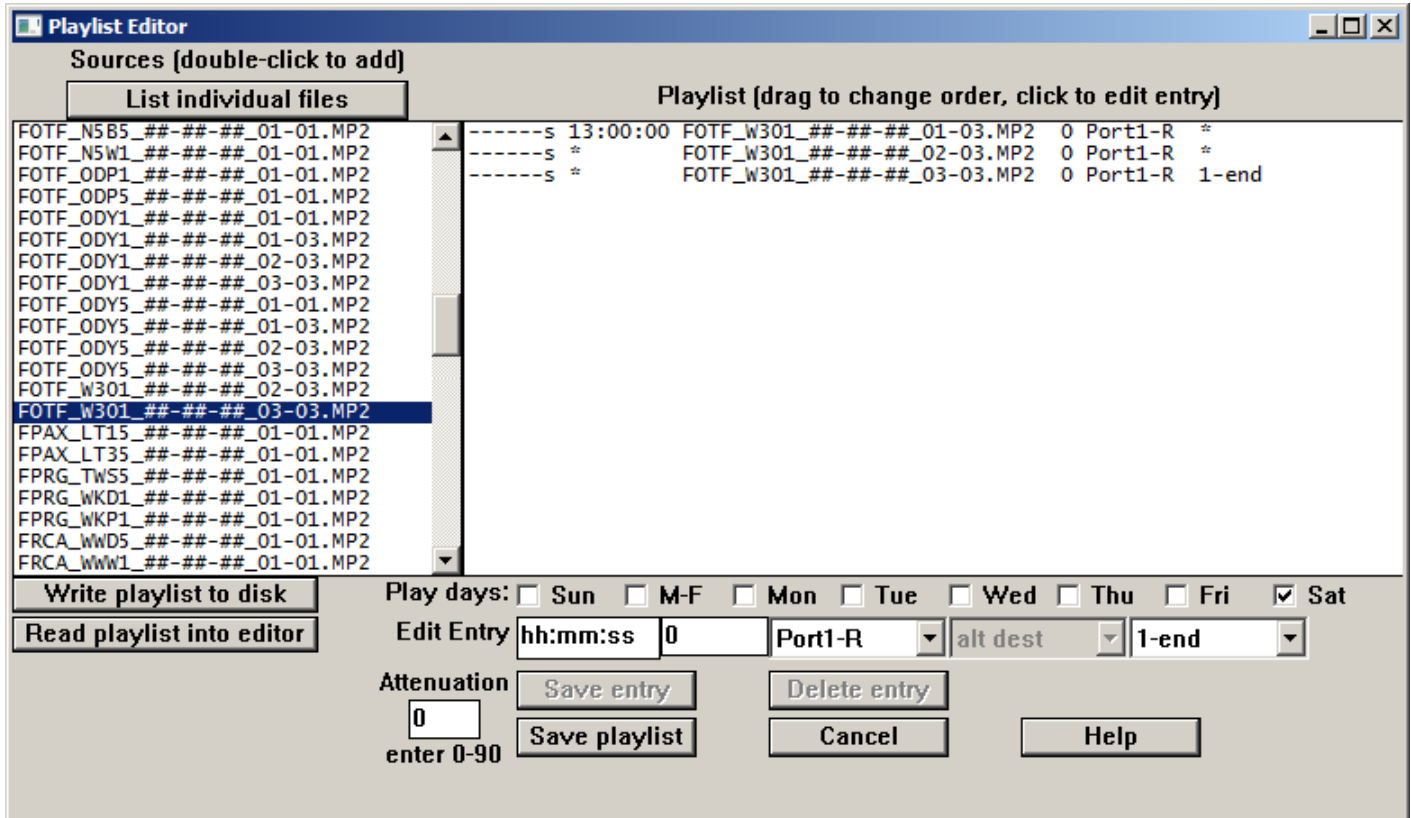 Playlist Editor
Sources (double-click to add)
List individual files
Playlist (drag to change order, click to edit entry)
FOTF_N5B5_##-##-##_01-01.MP2
FOTF_N5W1_##-##-##_01-01.MP2
FOTF_ODP1_##-##-##_01-01.MP2
FOTF_ODP5_##-##-##_01-01.MP2
FOTF_ODY1_##-##-##_01-01.MP2
FOTF_ODY1_##-##-##_01-03.MP2
FOTF_ODY1_##-##-##_02-03.MP2
FOTF_ODY1_##-##-##_03-03.MP2
FOTF_ODY5_##-##-##_01-01.MP2
FOTF_ODY5_##-##-##_01-03.MP2
FOTF_ODY5_##-##-##_02-03.MP2
FOTF_ODY5_##-##-##_03-03.MP2
FOTF_W301_##-##-##_02-03.MP2
FOTF_W301_##-##-##_03-03.MP2
FPAX_LT15_##-##-##_01-01.MP2
FPAX_LT35_##-##-##_01-01.MP2
FPRG_TWS5_##-##-##_01-01.MP2
FPRG_WKD1_##-##-##_01-01.MP2
FPRG_WKP1_##-##-##_01-01.MP2
FRCA_WWD5_##-##-##_01-01.MP2
FRCA_WWW1_##-##-##_01-01.MP2
------s 13:00:00 FOTF_W301_##-##-##_01-03.MP2 0 Port1-R *
------s * FOTF_W301_##-##-##_02-03.MP2 0 Port1-R *
------s * FOTF_W301_##-##-##_03-03.MP2 0 Port1-R 1-end
Write playlist to disk
Read playlist into editor
Play days: Sun M-F Mon Tue Wed Thu Fri Sat
Edit Entry hh:mm:ss 0 Port1-R alt dest 1-end
Attenuation
0
enter 0-90
Save entry Delete entry
Save playlist Cancel Help